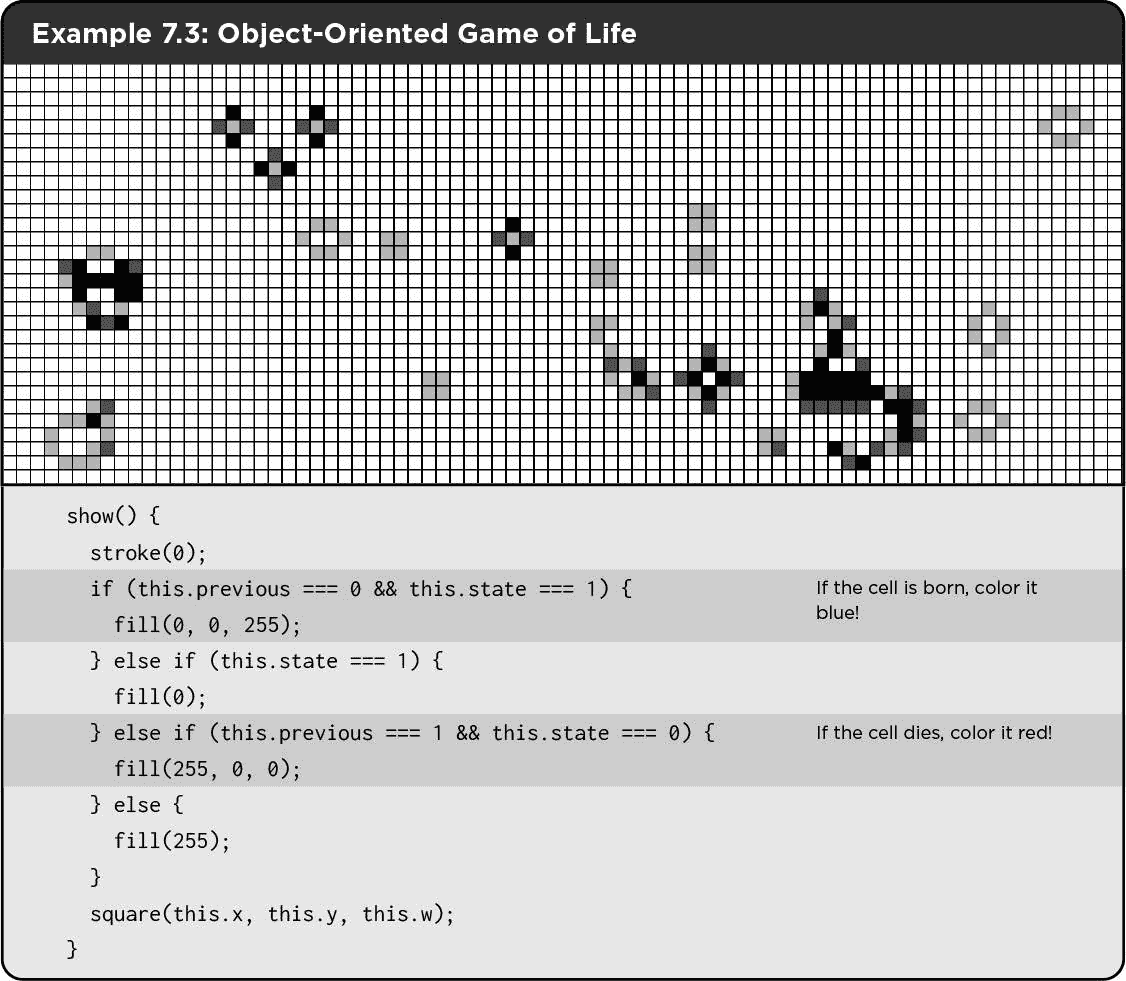 Example 7.3: Object-Oriented Game of Life
show() {
stroke(0);
if (this.previous === 0 && this.state === 1) {
If the cell is born, color it
blue!
fill(0, 0, 255);
} else if (this.state === 1) {
fill(0);
} else if (this.previous === 1 && this.state === 0) {
If the cell dies, color it red!
fill(255, 0, 0);
} else {
fill(255);
}
square(this.x, this.y, this.w);
}